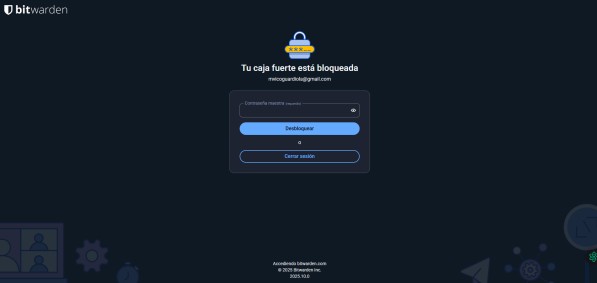 bitwarden
Tu caja fuerte está bloqueada
mvicoguardiola@gmail.com
Contraseña maestra (requerido)
Desbloquear
o
Cerrar sesión
Accediendo bitwarden.com
© 2025 Bitwarden Inc.
2025.10.0